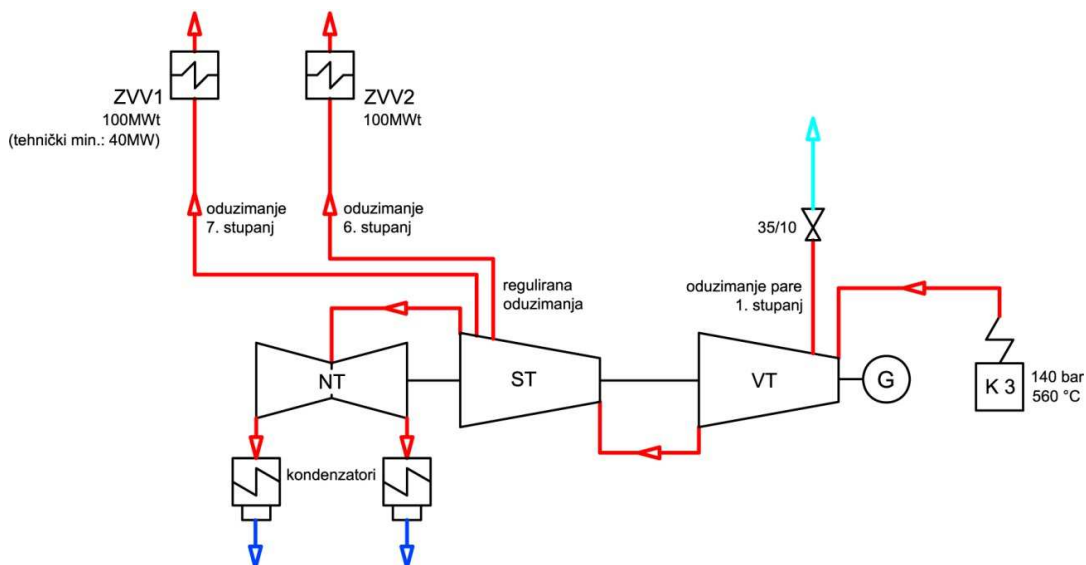 ZVV1
100MWt
(tehnički min.: 40MW)
ZVV2
100MWt
oduzimanje
7. stupanj
oduzimanje
6. stupanj
35/10
regulirana
oduzimanja
oduzimanje pare
1. stupanj
NT
ST
VT
G
K 3
140 bar
560 °C
kondenzatori